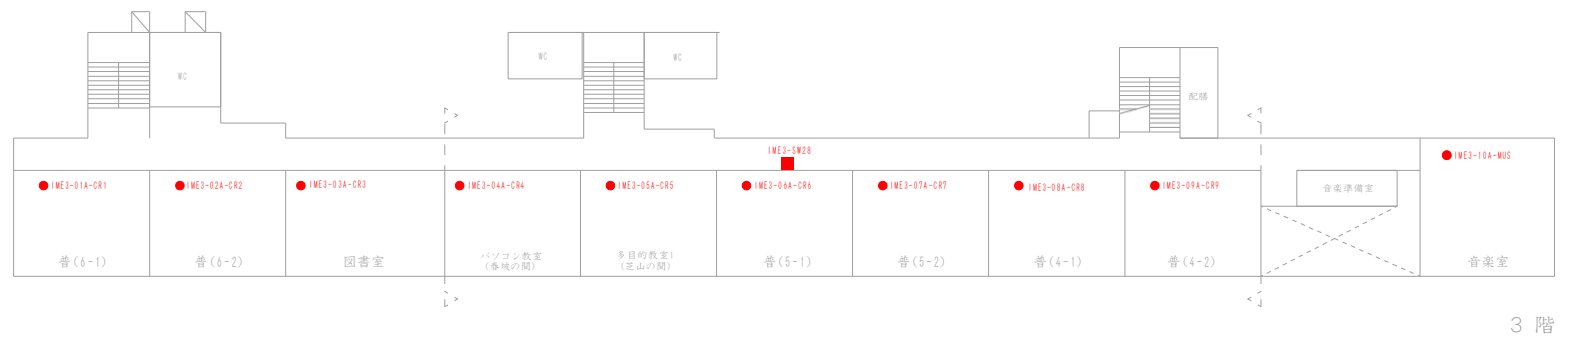 WC
WC
WC
配膳
IME3-SW28
IME3-10A-MUS
IME3-01A-CR1
IME3-02A-CR2
IME3-03A-CR3
IME3-04A-CR4
IME3-05A-CR5
IME3-06A-CR6
IME3-07A-CR7
IME3-08A-CR8
IME3-09A-CR9
音楽準備室
普(6-1)
普(6-2)
図書室
パソコン教室
(春坡の間)
多目的教室1
(芝山の間)
普(5-1)
普(5-2)
普(4-1)
普(4-2)
音楽室
3 階